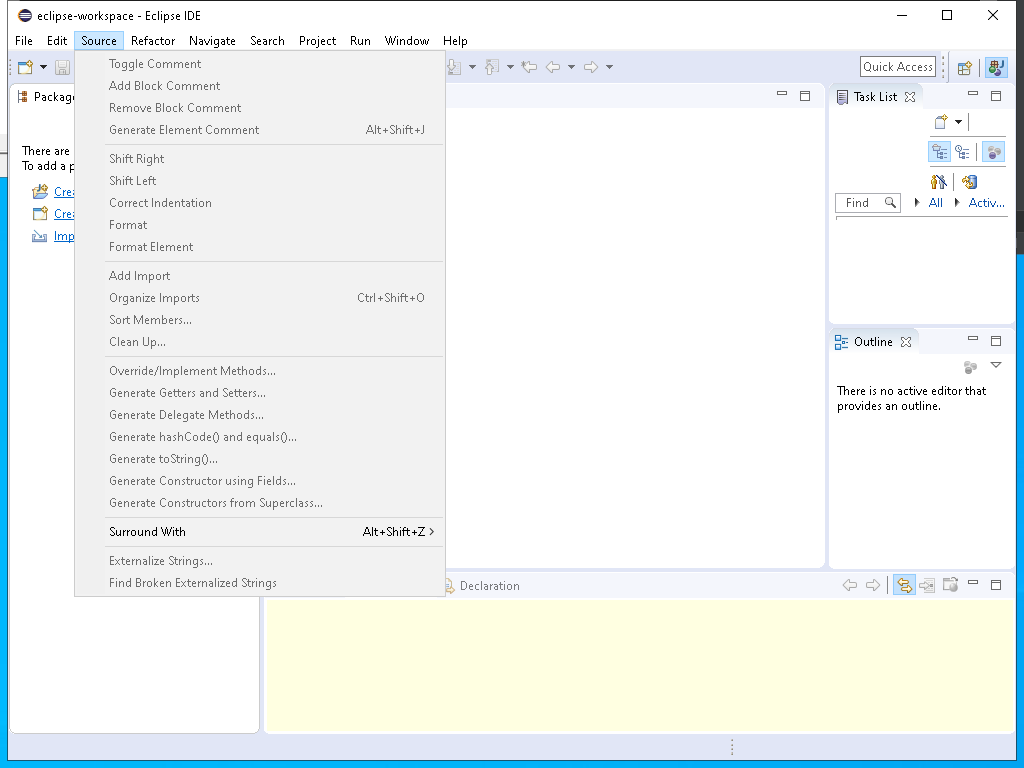 eclipse-workspace - Eclipse IDE
File Edit Source Refactor Navigate Search Project Run Window Help
Quick Access
Toggle Comment
Add Block Comment
Remove Block Comment
Generate Element Comment Alt+Shift+J
Shift Right
Shift Left
Correct Indentation
Format
Format Element
Add Import
Organize Imports Ctrl+Shift+O
Sort Members...
Clean Up...
Override/Implement Methods...
Generate Getters and Setters...
Generate Delegate Methods...
Generate hashCode() and equals()...
Generate toString()...
Generate Constructor using Fields...
Generate Constructors from Superclass...
Surround With Alt+Shift+Z
Externalize Strings...
Find Broken Externalized Strings
Packag
There are
To add a p
Crea
Crea
Imp
Task List
Find All Activ...
Outline
There is no active editor that
provides an outline.
Declaration